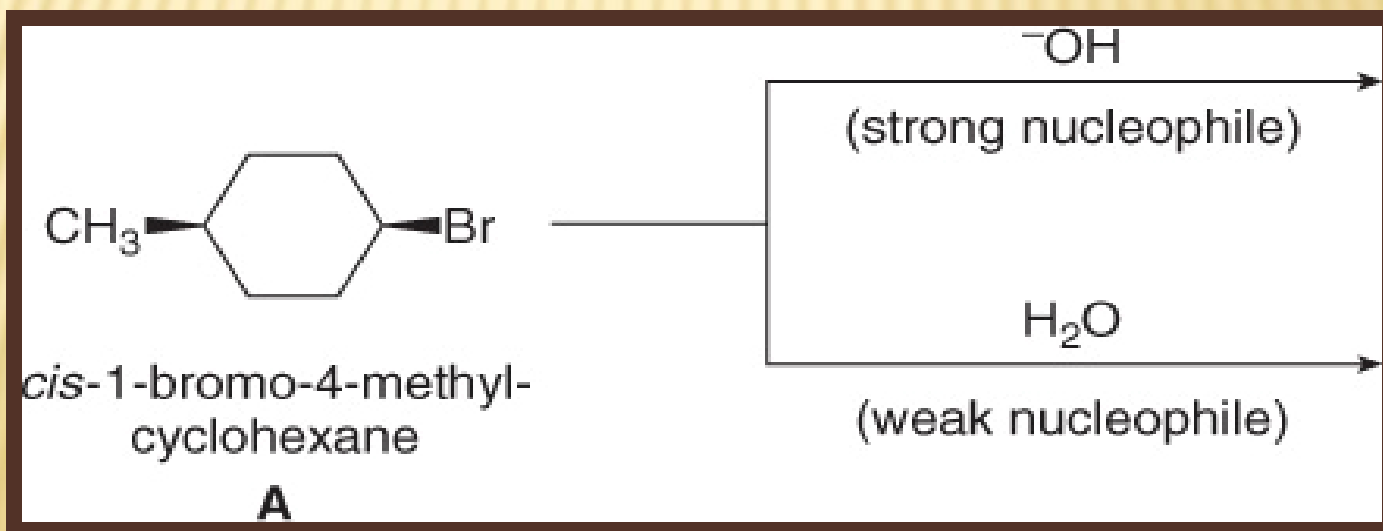 ⁻OH
(strong nucleophile)
CH₃ Br
H₂O
cis-1-bromo-4-methyl-
cyclohexane
(weak nucleophile)
A